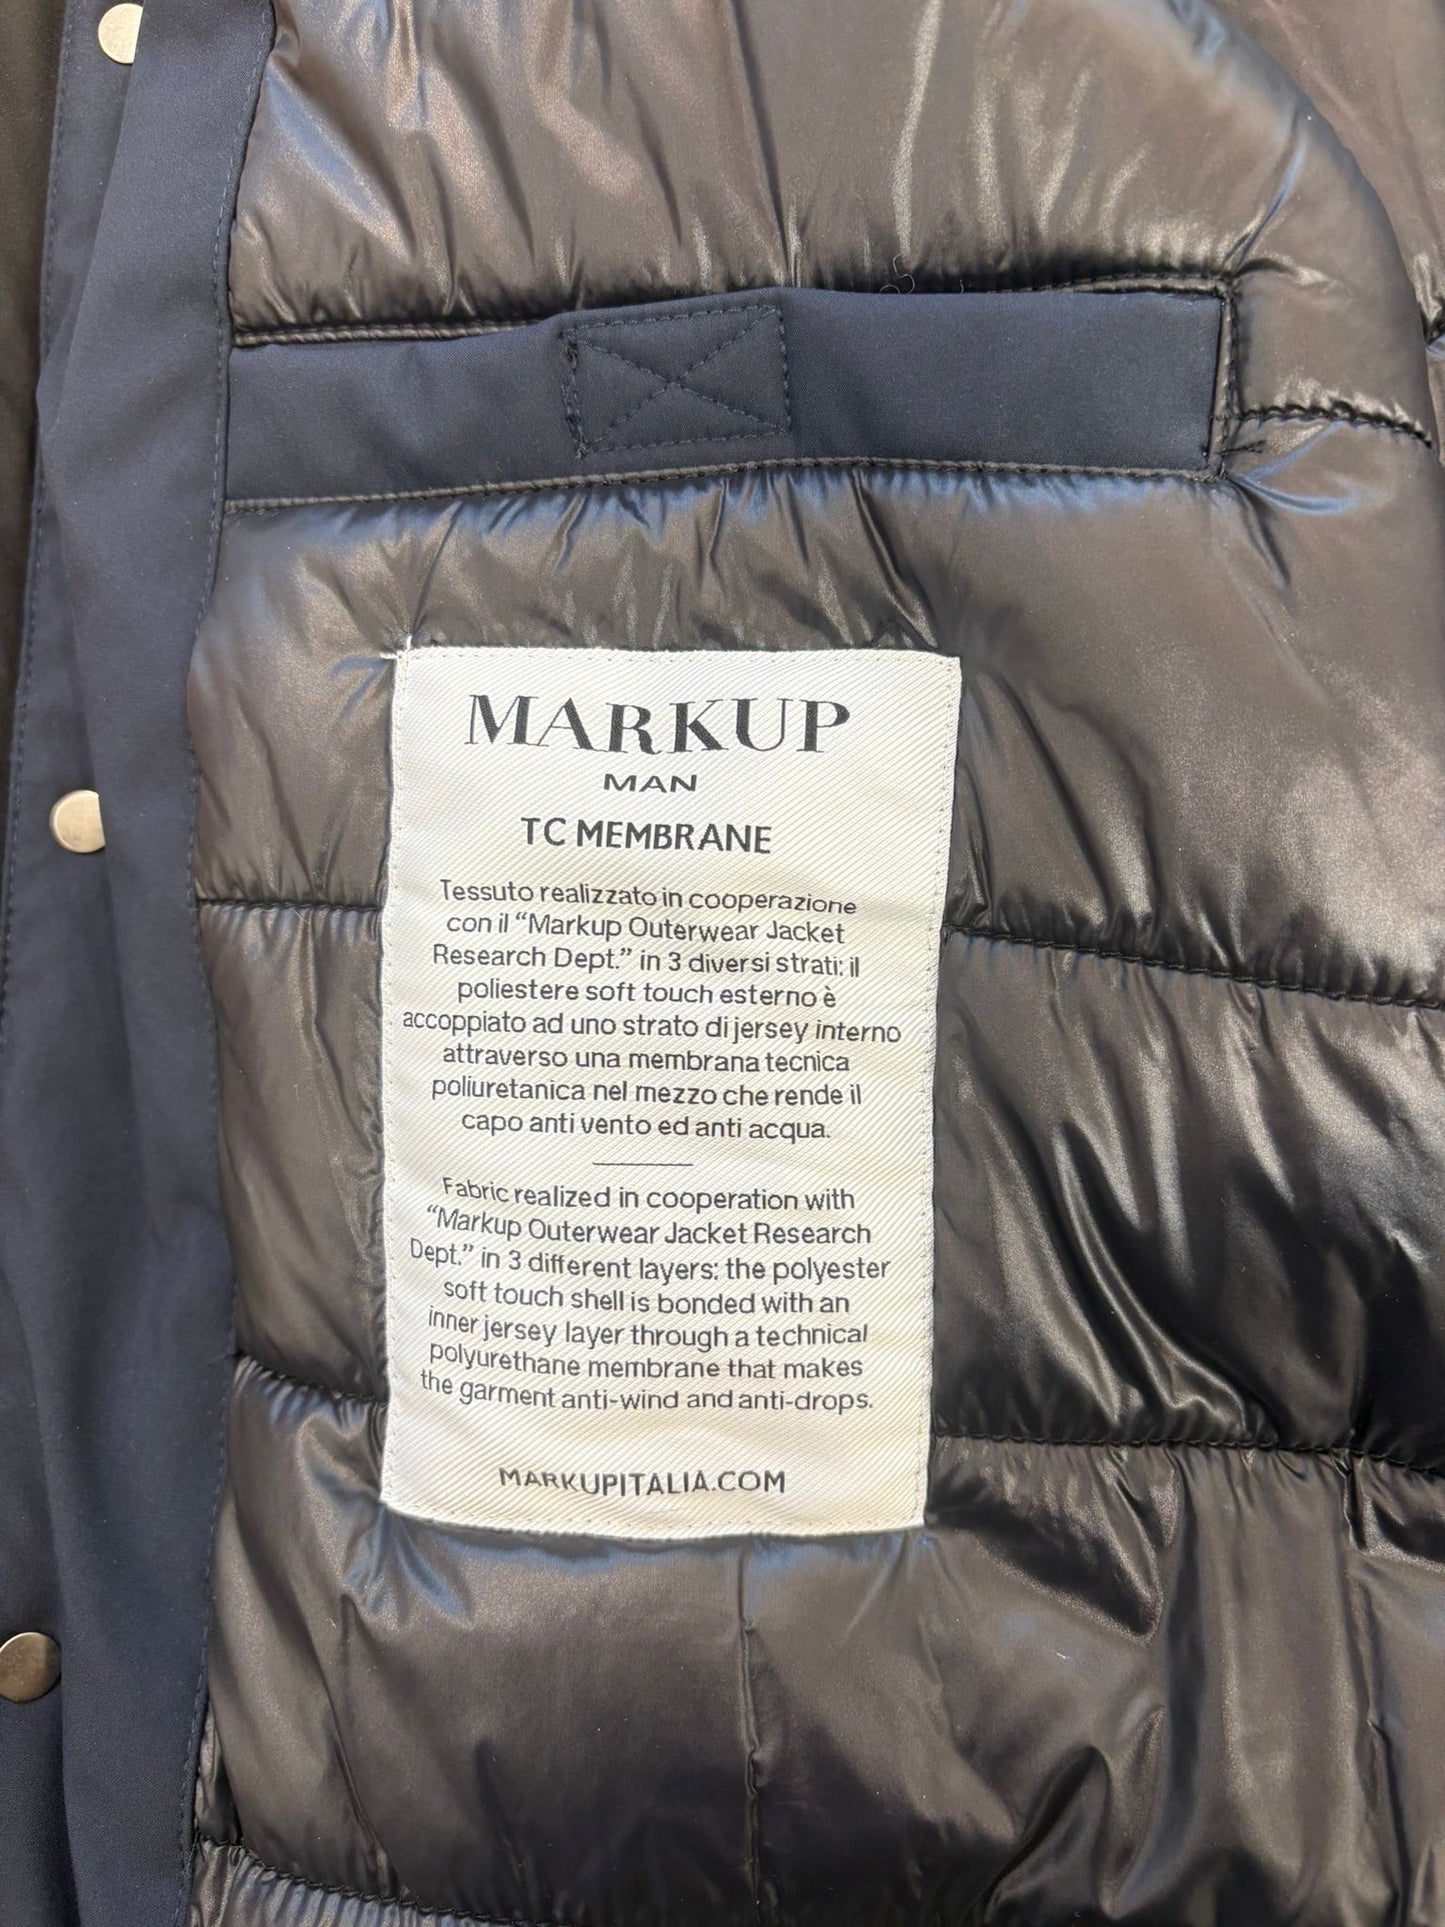 MARKUP
MAN
TC MEMBRANE
Tessuto realizzato in cooperazione
con il “Markup Outerwear Jacket
Research Dept.” in 3 diversi strati: il
poliestere soft touch esterno è
accoppiato ad uno strato di jersey interno
attraverso una membrana tecnica
poliuretanica nel mezzo che rende il
capo anti vento ed anti acqua.
Fabric realized in cooperation with
“Markup Outerwear Jacket Research
Dept.” in 3 different layers: the polyester
soft touch shell is bonded with an
inner jersey layer through a technical
polyurethane membrane that makes
the garment anti-wind and anti-drops.
MARKUPITALIA.COM